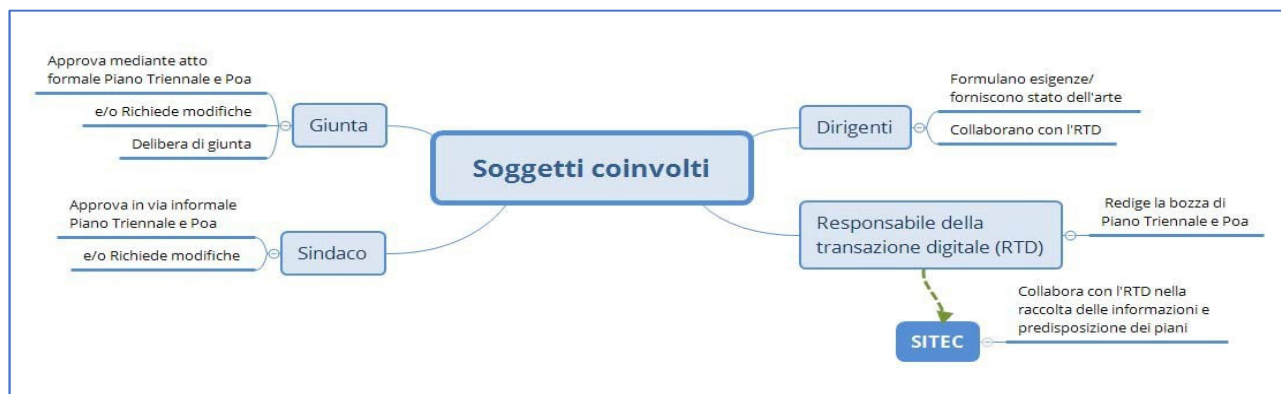 Approva mediante atto
formale Piano Triennale e Poa
e/o Richiede modifiche
Delibera di giunta
Giunta
Approva in via informale
Piano Triennale e Poa
e/o Richiede modifiche
Sindaco
Soggetti coinvolti
Dirigenti
Formulano esigenze/
forniscono stato dell'arte
Collaborano con l'RTD
Responsabile della
transazione digitale (RTD)
Redige la bozza di
Piano Triennale e Poa
SITEC
Collabora con l'RTD nella
raccolta delle informazioni e
predisposizione dei piani